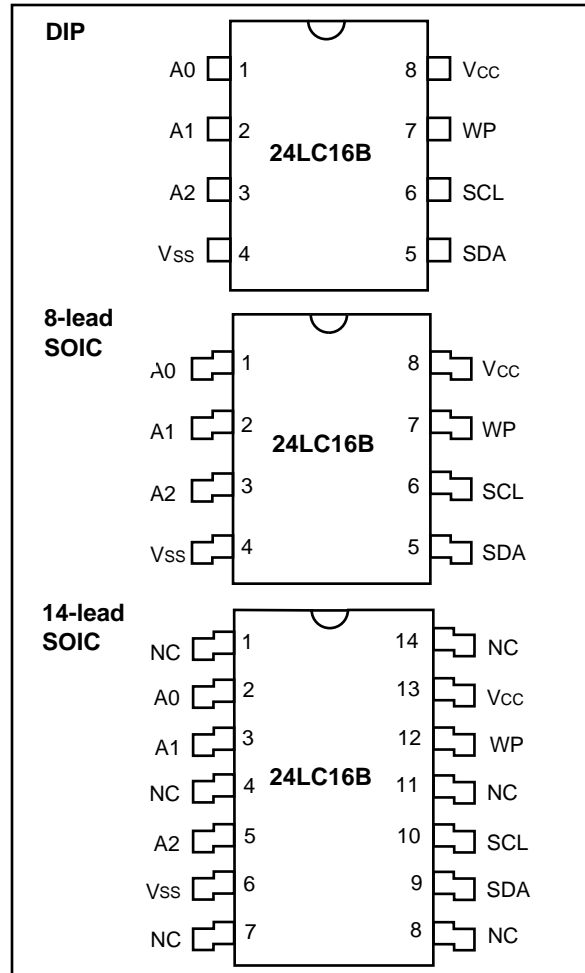 DIP
A0 1 8 VCC
A1 2 7 WP
24LC16B
A2 3 6 SCL
VSS 4 5 SDA
8-lead
SOIC
A0 1 8 VCC
A1 2 7 WP
24LC16B
A2 3 6 SCL
VSS 4 5 SDA
14-lead
SOIC
NC 1 14 NC
A0 2 13 VCC
A1 3 12 WP
24LC16B
NC 4 11 NC
A2 5 10 SCL
VSS 6 9 SDA
NC 7 8 NC